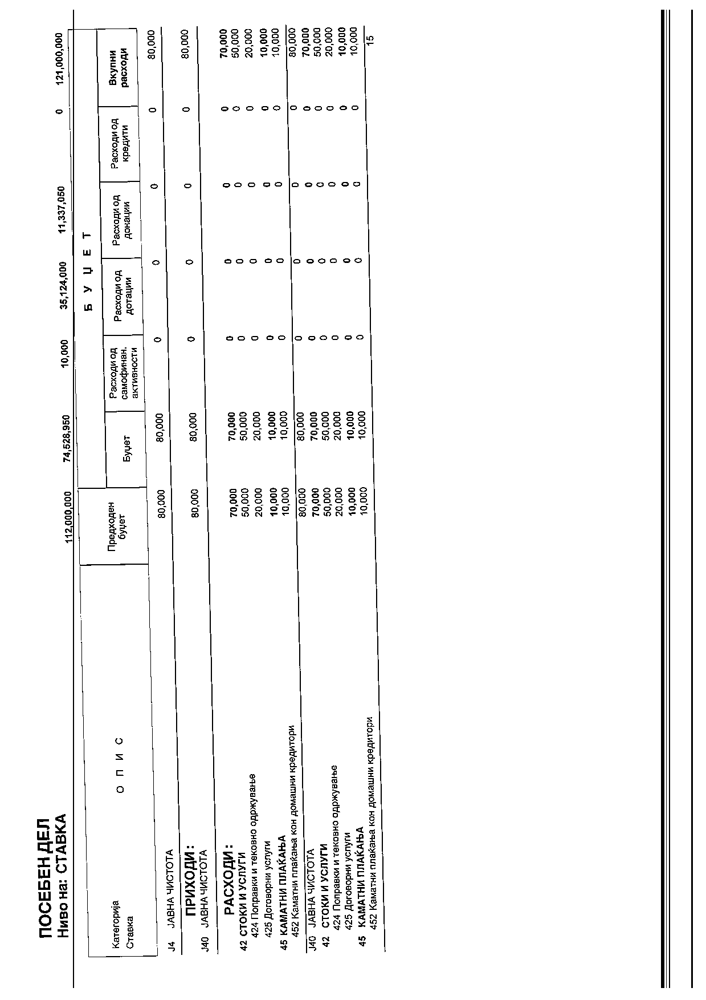 ПОСЕБЕН ДЕЛ
Ниво на: СТАВКА
112,000,000 74,528,950 10,000 35,124,000 11,337,050 0 121,000,000
Категорија Ставка О П И С Предходен буџет Б У Џ Е Т
Буџет Расходи од самофинан. активности Расходи од дотации Расходи од донации Расходи од кредити Вкупни расходи
Ј4 ЈАВНА ЧИСТОТА 80,000 80,000 0 0 0 0 80,000
ПРИХОДИ :
Ј40 ЈАВНА ЧИСТОТА 80,000 80,000 0 0 0 0 80,000
РАСХОДИ :
42 СТОКИ И УСЛУГИ 70,000 70,000 0 0 0 0 70,000
424 Поправки и тековно одржување 50,000 50,000 0 0 0 0 50,000
425 Договорни услуги 20,000 20,000 0 0 0 0 20,000
45 КАМАТНИ ПЛАЌАЊА 10,000 10,000 0 0 0 0 10,000
452 Каматни плаќања кон домашни кредитори 10,000 10,000 0 0 0 0 10,000
Ј40 ЈАВНА ЧИСТОТА 80,000 80,000 0 0 0 0 80,000
42 СТОКИ И УСЛУГИ 70,000 70,000 0 0 0 0 70,000
424 Поправки и тековно одржување 50,000 50,000 0 0 0 0 50,000
425 Договорни услуги 20,000 20,000 0 0 0 0 20,000
45 КАМАТНИ ПЛАЌАЊА 10,000 10,000 0 0 0 0 10,000
452 Каматни плаќања кон домашни кредитори 10,000 10,000 0 0 0 0 10,000
15